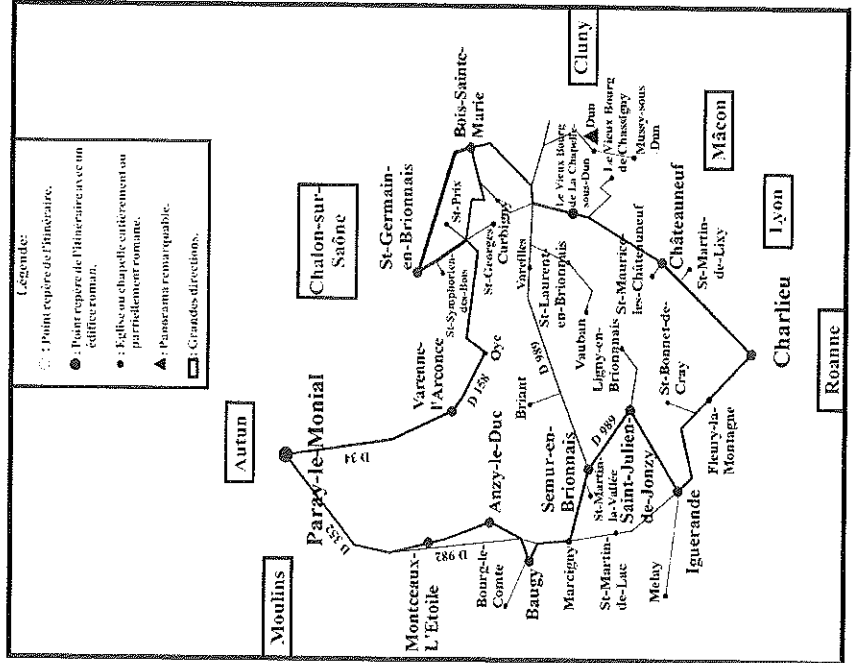 Légende:
: Point repère de l'itinéraire.
: Point repère de l'itinéraire avec un
édifice roman.
: Eglise ou chapelle entièrement ou
partiellement romane.
: Panorama remarquable.
: Grandes directions.
Moulins
Autun
Chalon-sur-
Saône
Cluny
Mâcon
Lyon
Roanne
Paray-le-Monial
D 34
D 352
D 982
D 158
D 989
D 989
Montceaux-
L'Etoile
Anzy-le-Duc
Bourg-le-
Comte
Baugy
Marcigny
Semur-en-
Brionnais
St-Martin-
la-Vallée
Saint-Julien-
de-Jonzy
St-Martin-
de-Lac
Melay
Iguerande
Varenne-
l'Arconce
Oye
Briant
St-Germain-
en-Brionnais
St-Symphorien-
des-Bois
St-Prix
Bois-Sainte-
Marie
St-Georges
Curbigny
Vareilles
St-Laurent-
en-Brionnais
Vauban
Ligny-en-
Brionnais
St-Bonnet-de-
Cray
Fleury-la-
Montagne
Le Vieux Bourg
de La Chapelle-
sous-Dun
Dun
Le Vieux Bourg
de Chassigny
Mussy-sous
Dun
St-Maurice-
les-Châteauneuf
Châteauneuf
St-Martin-
de-Lixy
Charlieu